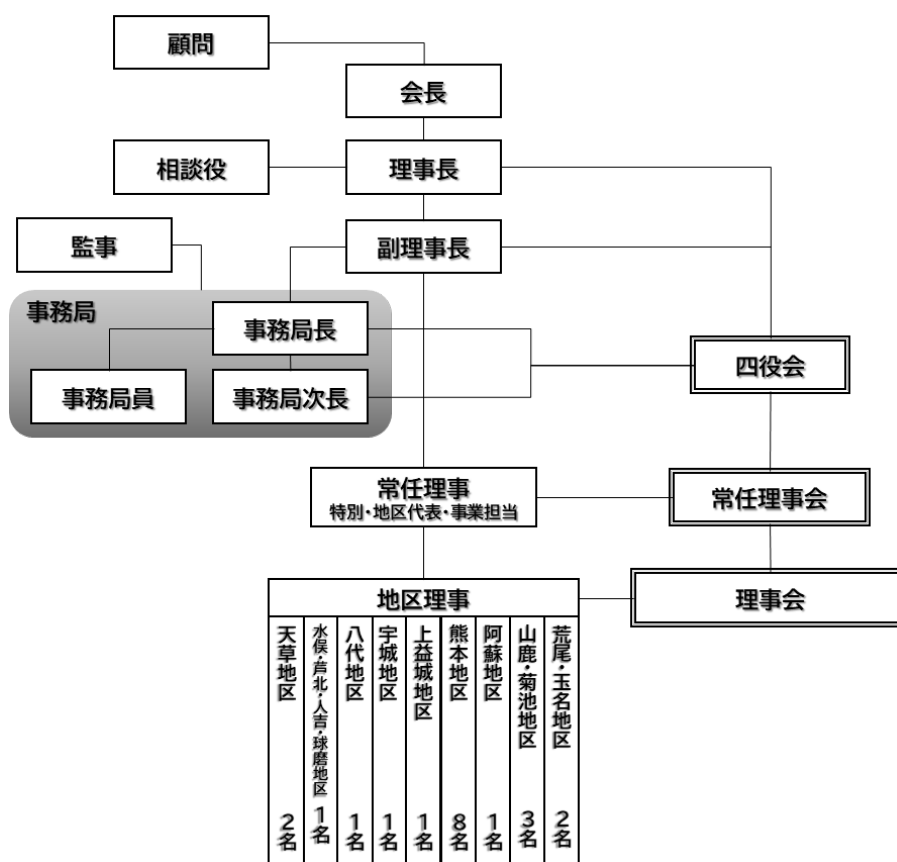 顧問
会長
相談役
理事長
監事
副理事長
事務局
事務局長
事務局員
事務局次長
四役会
常任理事
特別・地区代表・事業担当
常任理事会
地区理事
理事会
天草地区
2名
水俣・芦北・人吉・球磨地区
1名
八代地区
1名
宇城地区
1名
上益城地区
1名
熊本地区
8名
阿蘇地区
1名
山鹿・菊池地区
3名
荒尾・玉名地区
2名